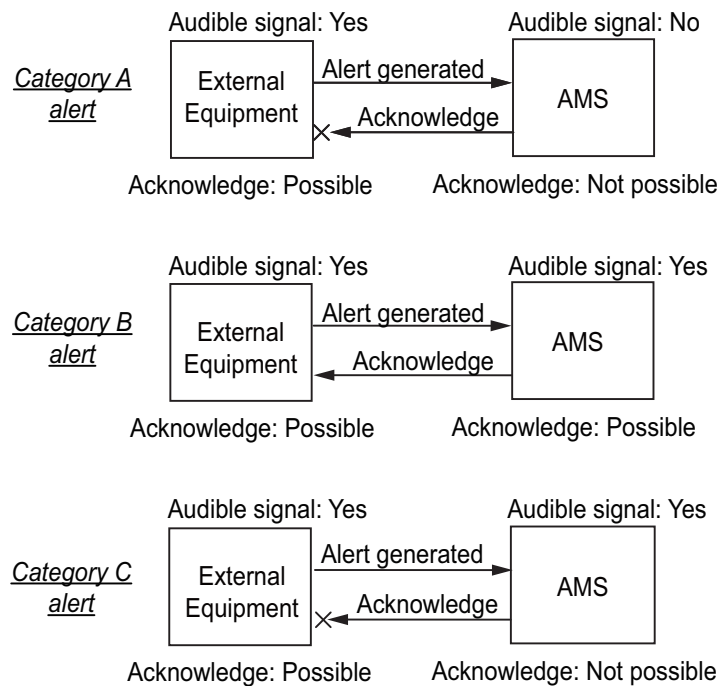 Audible signal: Yes
Audible signal: No
Category A
alert
External
Equipment
Alert generated
Acknowledge
AMS
Acknowledge: Possible
Acknowledge: Not possible
Audible signal: Yes
Audible signal: Yes
Category B
alert
External
Equipment
Alert generated
Acknowledge
AMS
Acknowledge: Possible
Acknowledge: Possible
Audible signal: Yes
Audible signal: Yes
Category C
alert
External
Equipment
Alert generated
Acknowledge
AMS
Acknowledge: Possible
Acknowledge: Not possible